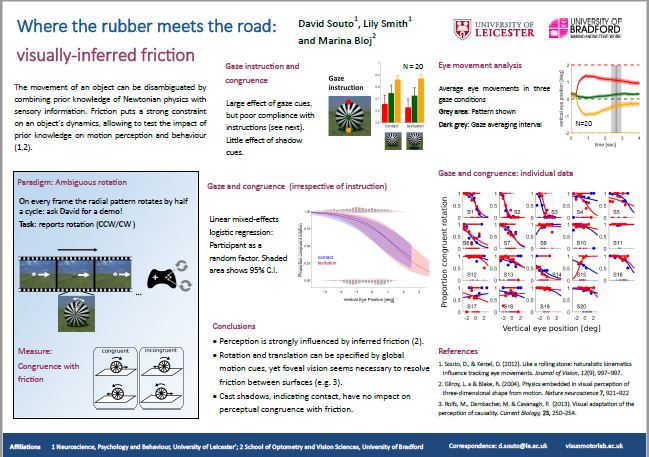 Where the rubber meets the road:
visually-inferred friction
David Souto1, Lily Smith1
and Marina Bloj2
UNIVERSITY OF
LEICESTER
UNIVERSITY OF
BRADFORD
MAKING KNOWLEDGE WORK
The movement of an object can be disambiguated by
combining prior knowledge of Newtonian physics with
sensory information. Friction puts a strong constraint
on an object's dynamics, allowing to test the impact of
prior knowledge on motion perception and behaviour
(1,2).
Paradigm: Ambiguous rotation
On every frame the radial pattern rotates by half
a cycle: ask David for a demo!
Task: reports rotation (CCW/CW )
...
Measure:
Congruence with
friction
congruent
incongruent
Gaze instruction and
congruence
Large effect of gaze cues,
but poor compliance with
instructions (see next).
Little effect of shadow
cues.
Gaze
instruction
N = 20
contact
levitation
Gaze and congruence (irrespective of instruction)
Linear mixed-effects
logistic regression:
Participant as a
random factor. Shaded
area shows 95% C.I.
Proportion congruent rotation
contact
levitation
Vertical Eye Position [deg]
Conclusions
• Perception is strongly influenced by inferred friction (2).
• Rotation and translation can be specified by global
motion cues, yet foveal vision seems necessary to resolve
friction between surfaces (e.g. 3).
• Cast shadows, indicating contact, have no impact on
perceptual congruence with friction.
Eye movement analysis
Average eye movements in three
gaze conditions
Grey area: Pattern shown
Dark grey: Gaze averaging interval
vertical eye position [deg]
2
1
0
-1
-2
N=20
0 1 2 3 4
time [sec]
Gaze and congruence: individual data
Proportion congruent rotation
S1 S2 S3 S4 S5
S7 S9 S10 S11
S12 S13 S14 S15 S16
S17 S18 S19 S20
-2 0 2
Vertical eye position [deg]
References
1. Souto, D., & Kerzel, D. (2012). Like a rolling stone: naturalistic kinematics
influence tracking eye movements. Journal of Vision, 12(9), 997–997.
2. Gilroy, L. a & Blake, R. (2004). Physics embedded in visual perception of
three-dimensional shape from motion. Nature neuroscience 7, 921–922
3. Rolfs, M., Dambacher, M. & Cavanagh, P. (2013). Visual adaptation of the
perception of causality. Current Biology, 23, 250–254.
Affiliations 1 Neuroscience, Psychology and Behaviour, University of Leicester'; 2 School of Optometry and Vision Sciences, University of Bradford Correspondence: d.souto@le.ac.uk visuomotorlab.ac.uk